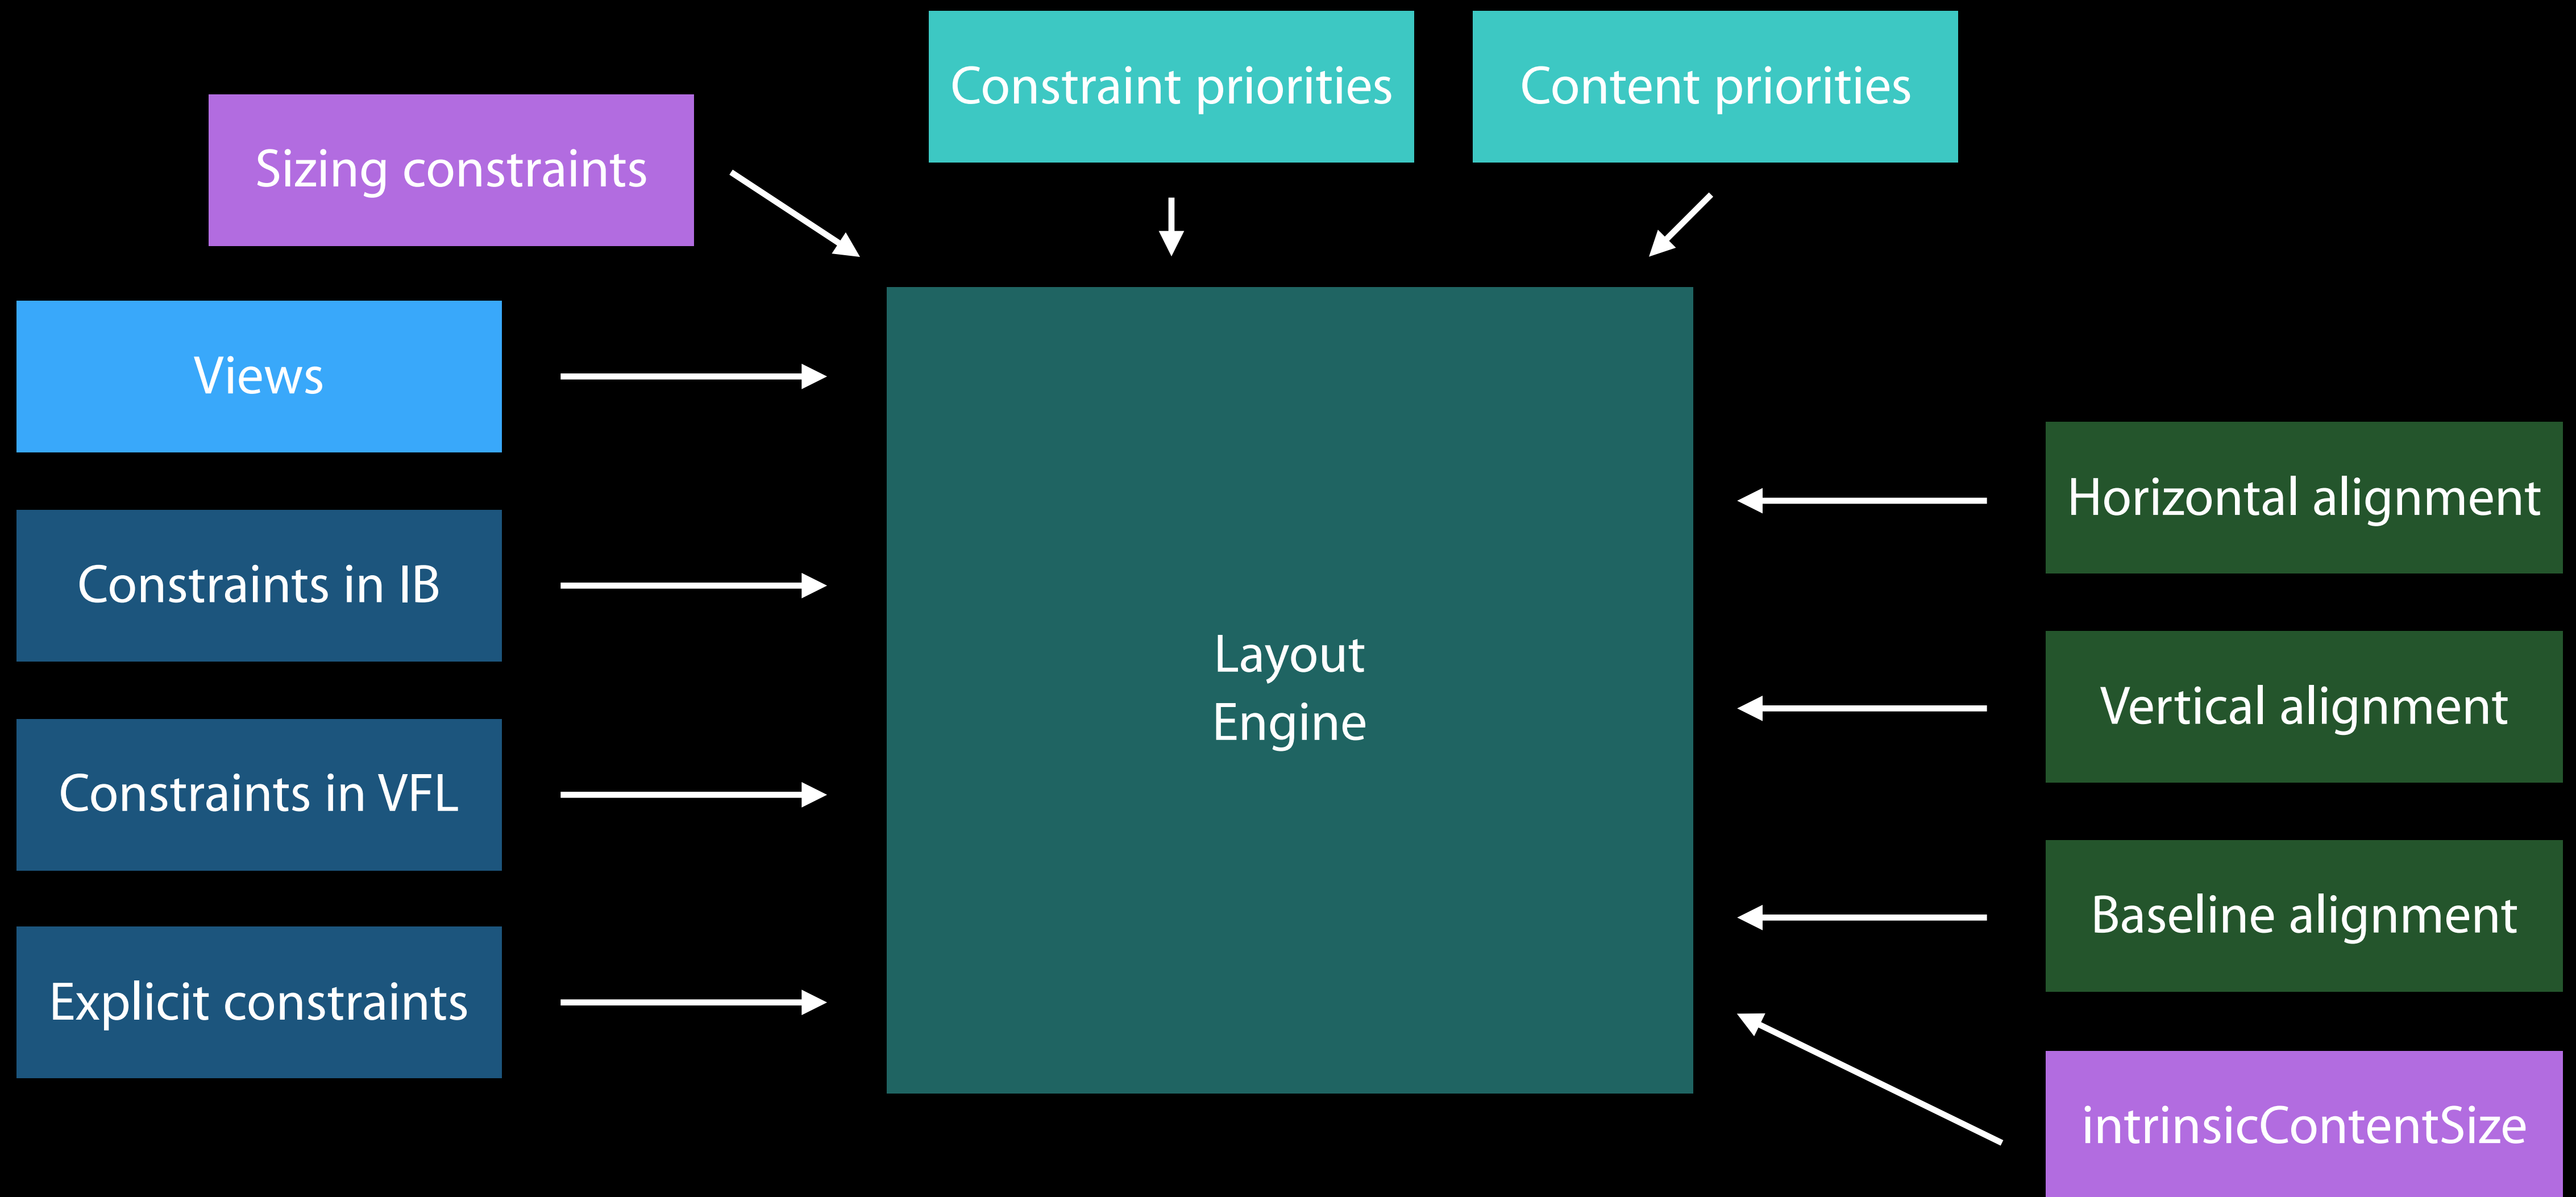 Constraint priorities
Content priorities
Sizing constraints
Views
Constraints in IB
Constraints in VFL
Explicit constraints
Layout
Engine
Horizontal alignment
Vertical alignment
Baseline alignment
intrinsicContentSize